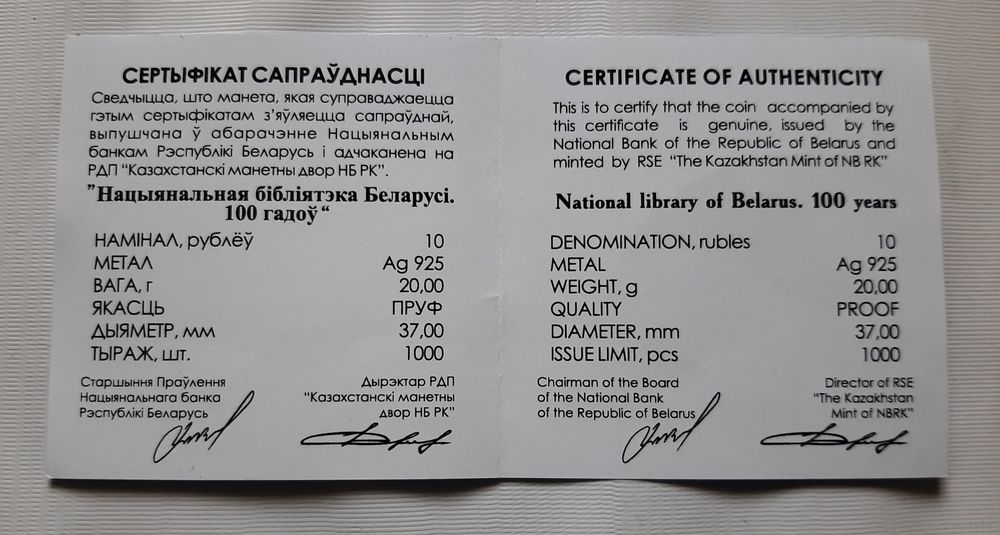 СЕРТЫФІКАТ САПРАЎДНАСЦІ
Сведчыцца, што манета, якая суправаджаецца
гэтым сертыфікатам з’яўляецца сапраўднай,
выпушчана ў абарачэнне Нацыянальным
банкам Рэспублікі Беларусь і адчаканена на
РДП “Казахстанскі манетны двор НБ РК”.
”Нацыянальная бібліятэка Беларусі.
100 гадоў“
НАМІНАЛ, рублёў 10
МЕТАЛ Ag 925
ВАГА, г 20,00
ЯКАСЦЬ ПРУФ
ДЫЯМЕТР, мм 37,00
ТЫРАЖ, шт. 1000
Старшыня Праўлення
Нацыянальнага банка
Рэспублікі Беларусь
Дырэктар РДП
“Казахстанскі манетны
двор НБ РК”
CERTIFICATE OF AUTHENTICITY
This is to certify that the coin accompanied by
this certificate is genuine, issued by the
National Bank of the Republic of Belarus and
minted by RSE “The Kazakhstan Mint of NB RK”
National library of Belarus. 100 years
DENOMINATION, rubles 10
METAL Ag 925
WEIGHT, g 20,00
QUALITY PROOF
DIAMETER, mm 37,00
ISSUE LIMIT, pcs 1000
Chairman of the Board
of the National Bank
of the Republic of Belarus
Director of RSE
“The Kazakhstan
Mint of NBRK”